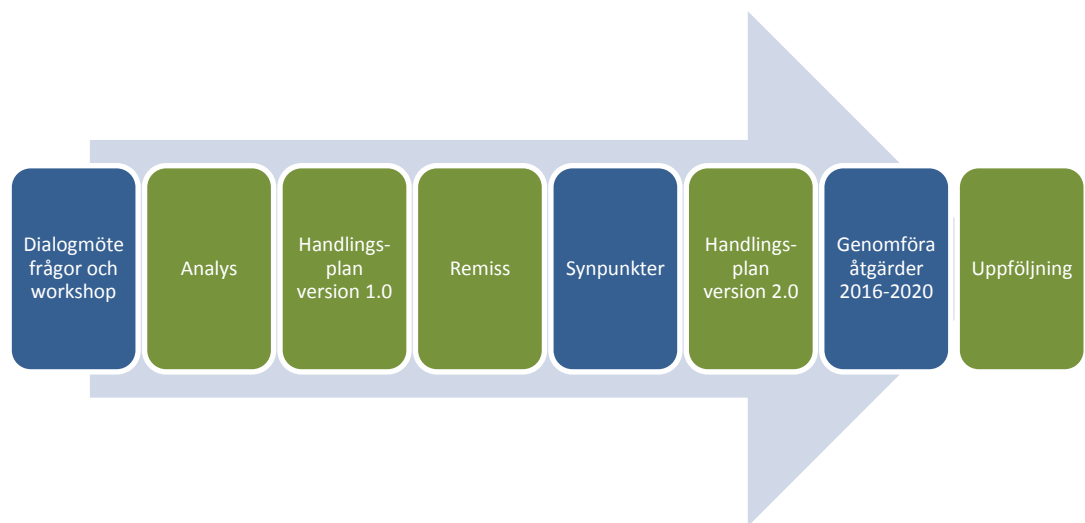 Dialogmöte
frågor och
workshop
Analys
Handlings-
plan
version 1.0
Remiss
Synpunkter
Handlings-
plan
version 2.0
Genomföra
åtgärder
2016-2020
Uppföljning